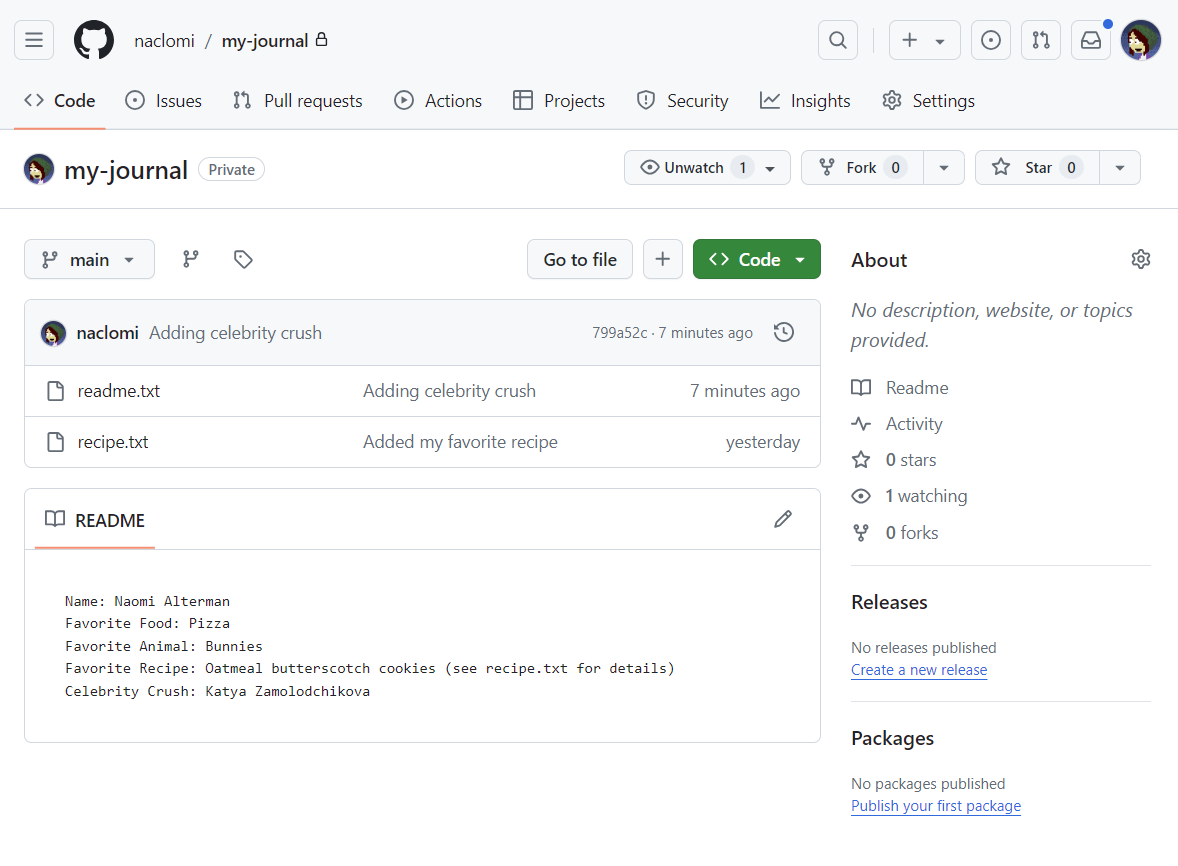 naclomi / my-journal
Code Issues Pull requests Actions Projects Security Insights Settings
my-journal Private Unwatch 1 Fork 0 Star 0
main Go to file Code
naclomi Adding celebrity crush 799a52c · 7 minutes ago
readme.txt Adding celebrity crush 7 minutes ago
recipe.txt Added my favorite recipe yesterday
README
Name: Naomi Alterman
Favorite Food: Pizza
Favorite Animal: Bunnies
Favorite Recipe: Oatmeal butterscotch cookies (see recipe.txt for details)
Celebrity Crush: Katya Zamolodchikova
About
No description, website, or topics
provided.
Readme
Activity
0 stars
1 watching
0 forks
Releases
No releases published
Create a new release
Packages
No packages published
Publish your first package